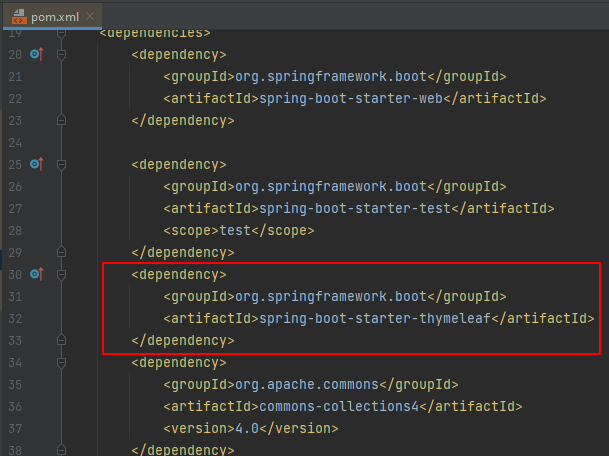 pom.xml
19 <dependencies>
20 <dependency>
21 <groupId>org.springframework.boot</groupId>
22 <artifactId>spring-boot-starter-web</artifactId>
23 </dependency>
24
25 <dependency>
26 <groupId>org.springframework.boot</groupId>
27 <artifactId>spring-boot-starter-test</artifactId>
28 <scope>test</scope>
29 </dependency>
30 <dependency>
31 <groupId>org.springframework.boot</groupId>
32 <artifactId>spring-boot-starter-thymeleaf</artifactId>
33 </dependency>
34 <dependency>
35 <groupId>org.apache.commons</groupId>
36 <artifactId>commons-collections4</artifactId>
37 <version>4.0</version>
38 </dependency>